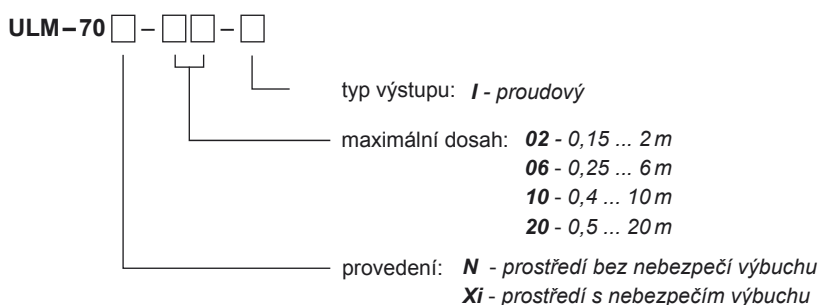 ULM–70 □ – □□ – □
typ výstupu: I - proudový
maximální dosah: 02 - 0,15 ... 2 m
06 - 0,25 ... 6 m
10 - 0,4 ... 10 m
20 - 0,5 ... 20 m
provedení: N - prostředí bez nebezpečí výbuchu
Xi - prostředí s nebezpečím výbuchu